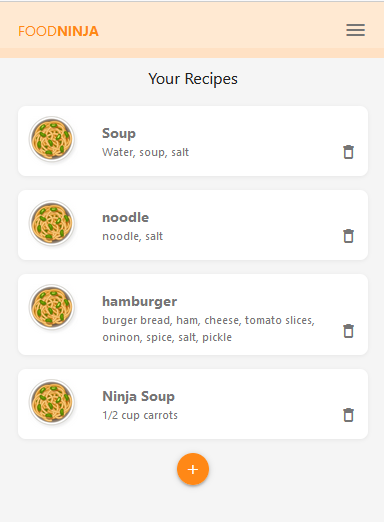 FOODNINJA
Your Recipes
Soup
Water, soup, salt
noodle
noodle, salt
hamburger
burger bread, ham, cheese, tomato slices,
oninon, spice, salt, pickle
Ninja Soup
1/2 cup carrots
+